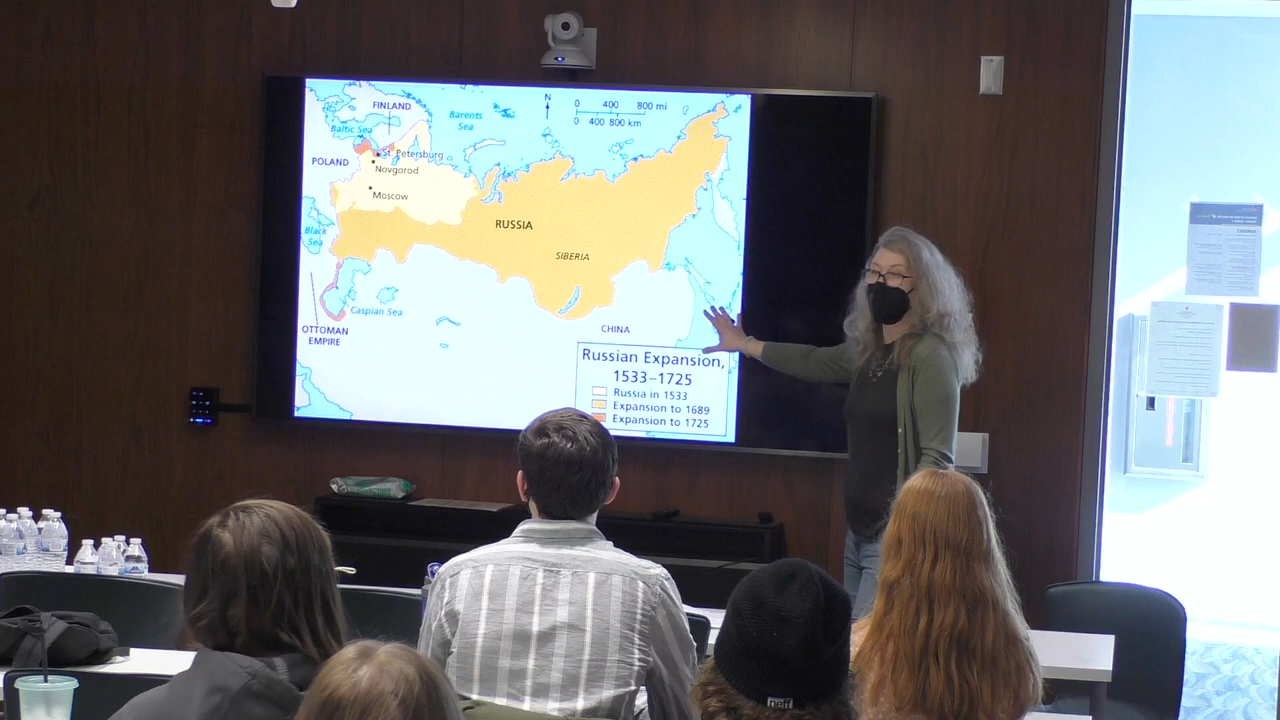 FINLAND
Baltic Sea
Barents
Sea
N
0 400 800 mi
0 400 800 km
POLAND
St. Petersburg
Novgorod
Moscow
Black
Sea
RUSSIA
SIBERIA
Caspian Sea
OTTOMAN
EMPIRE
CHINA
Russian Expansion,
1533–1725
Russia in 1533
Expansion to 1689
Expansion to 1725
neff